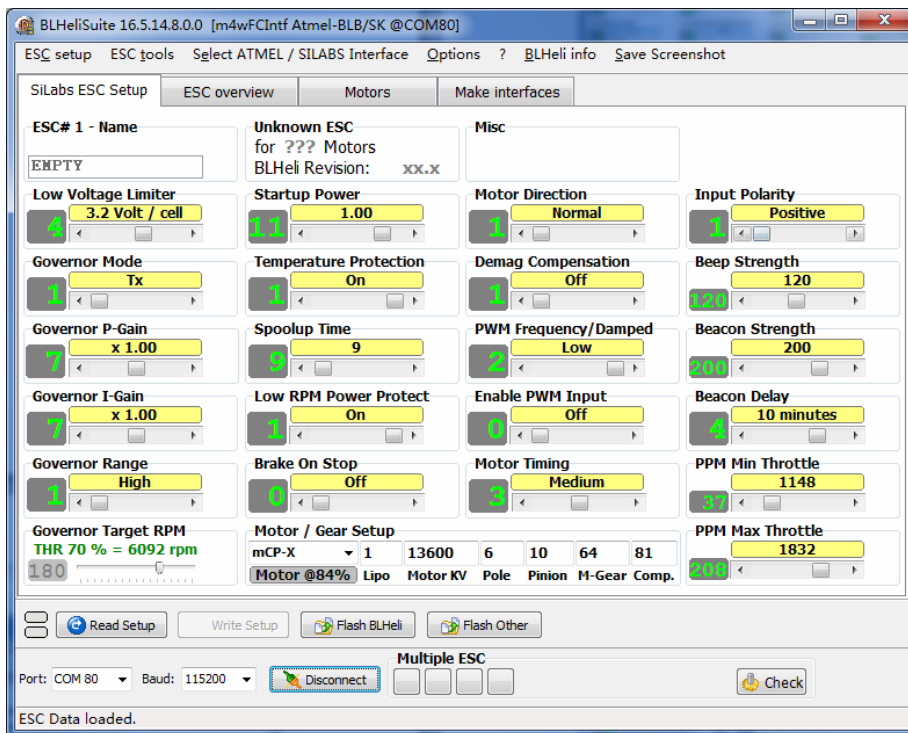 BLHeliSuite 16.5.14.8.0.0 [m4wFCIntf Atmel-BLB/SK @COM80]
ESC setup ESC tools Select ATMEL / SILABS Interface Options ? BLHeli info Save Screenshot
SiLabs ESC Setup ESC overview Motors Make interfaces
ESC# 1 - Name Unknown ESC Misc
for ??? Motors
EMPTY BLHeli Revision: xx.x
Low Voltage Limiter Startup Power Motor Direction Input Polarity
4 3.2 Volt / cell 11 1.00 1 Normal 1 Positive
Governor Mode Temperature Protection Demag Compensation Beep Strength
1 Tx 1 On 1 Off 120 120
Governor P-Gain Spoolup Time PWM Frequency/Damped Beacon Strength
7 x 1.00 9 9 2 Low 200 200
Governor I-Gain Low RPM Power Protect Enable PWM Input Beacon Delay
7 x 1.00 1 On 0 Off 4 10 minutes
Governor Range Brake On Stop Motor Timing PPM Min Throttle
1 High 0 Off 3 Medium 37 1148
Governor Target RPM Motor / Gear Setup PPM Max Throttle
THR 70 % = 6092 rpm mCP-X 1 13600 6 10 64 81 208 1832
180 Motor @84% Lipo Motor KV Pole Pinion M-Gear Comp.
Read Setup Write Setup Flash BLHeli Flash Other
Multiple ESC
Port: COM 80 Baud: 115200 Disconnect Check
ESC Data loaded.